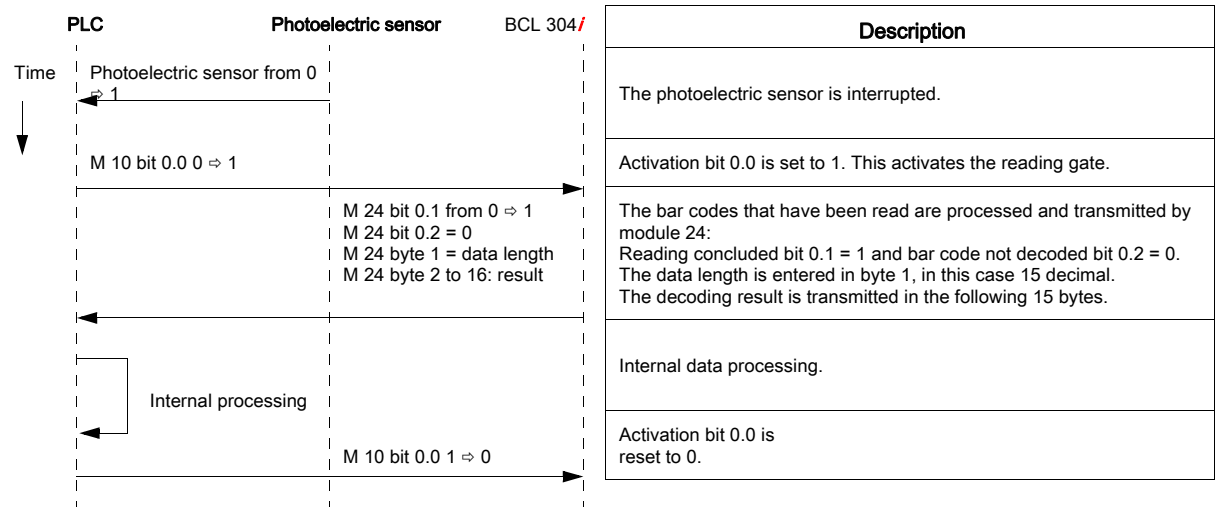 PLC
Photoelectric sensor
BCL 304i
Description
Time
Photoelectric sensor from 0
⇨ 1
The photoelectric sensor is interrupted.
M 10 bit 0.0 0 ⇨ 1
Activation bit 0.0 is set to 1. This activates the reading gate.
M 24 bit 0.1 from 0 ⇨ 1
M 24 bit 0.2 = 0
M 24 byte 1 = data length
M 24 byte 2 to 16: result
The bar codes that have been read are processed and transmitted by
module 24:
Reading concluded bit 0.1 = 1 and bar code not decoded bit 0.2 = 0.
The data length is entered in byte 1, in this case 15 decimal.
The decoding result is transmitted in the following 15 bytes.
Internal processing
Internal data processing.
M 10 bit 0.0 1 ⇨ 0
Activation bit 0.0 is
reset to 0.